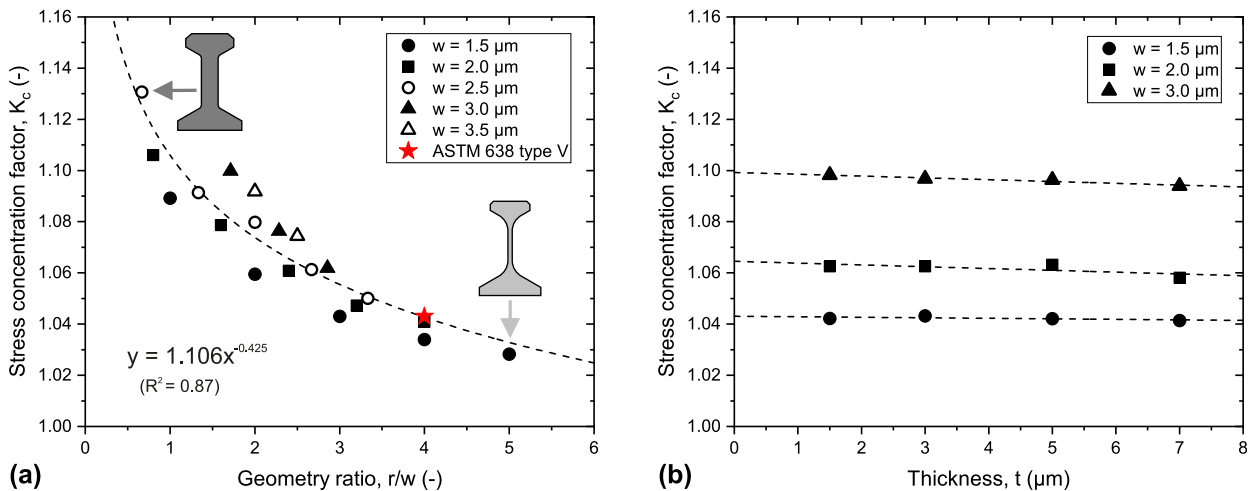 Stress concentration factor, K_c (-)
1.16
1.14
1.12
1.10
1.08
1.06
1.04
1.02
1.00
w = 1.5 μm
w = 2.0 μm
w = 2.5 μm
w = 3.0 μm
w = 3.5 μm
ASTM 638 type V
y = 1.106x^-0.425
(R² = 0.87)
0 1 2 3 4 5 6
(a) Geometry ratio, r/w (-)
Stress concentration factor, K_c (-)
1.16
1.14
1.12
1.10
1.08
1.06
1.04
1.02
1.00
w = 1.5 μm
w = 2.0 μm
w = 3.0 μm
0 1 2 3 4 5 6 7 8
(b) Thickness, t (μm)